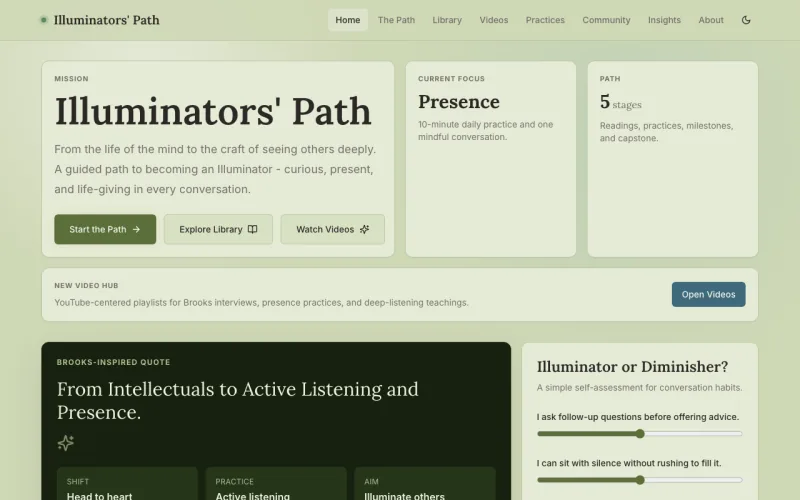 Illuminators' Path
Home
The Path
Library
Videos
Practices
Community
Insights
About
MISSION
Illuminators' Path
From the life of the mind to the craft of seeing others deeply.
A guided path to becoming an Illuminator - curious, present,
and life-giving in every conversation.
Start the Path
Explore Library
Watch Videos
CURRENT FOCUS
Presence
10-minute daily practice and one
mindful conversation.
PATH
5 stages
Readings, practices, milestones,
and capstone.
NEW VIDEO HUB
YouTube-centered playlists for Brooks interviews, presence practices, and deep-listening teachings.
Open Videos
BROOKS-INSPIRED QUOTE
From Intellectuals to Active Listening and
Presence.
SHIFT
Head to heart
PRACTICE
Active listening
AIM
Illuminate others
Illuminator or Diminisher?
A simple self-assessment for conversation habits.
I ask follow-up questions before offering advice.
I can sit with silence without rushing to fill it.